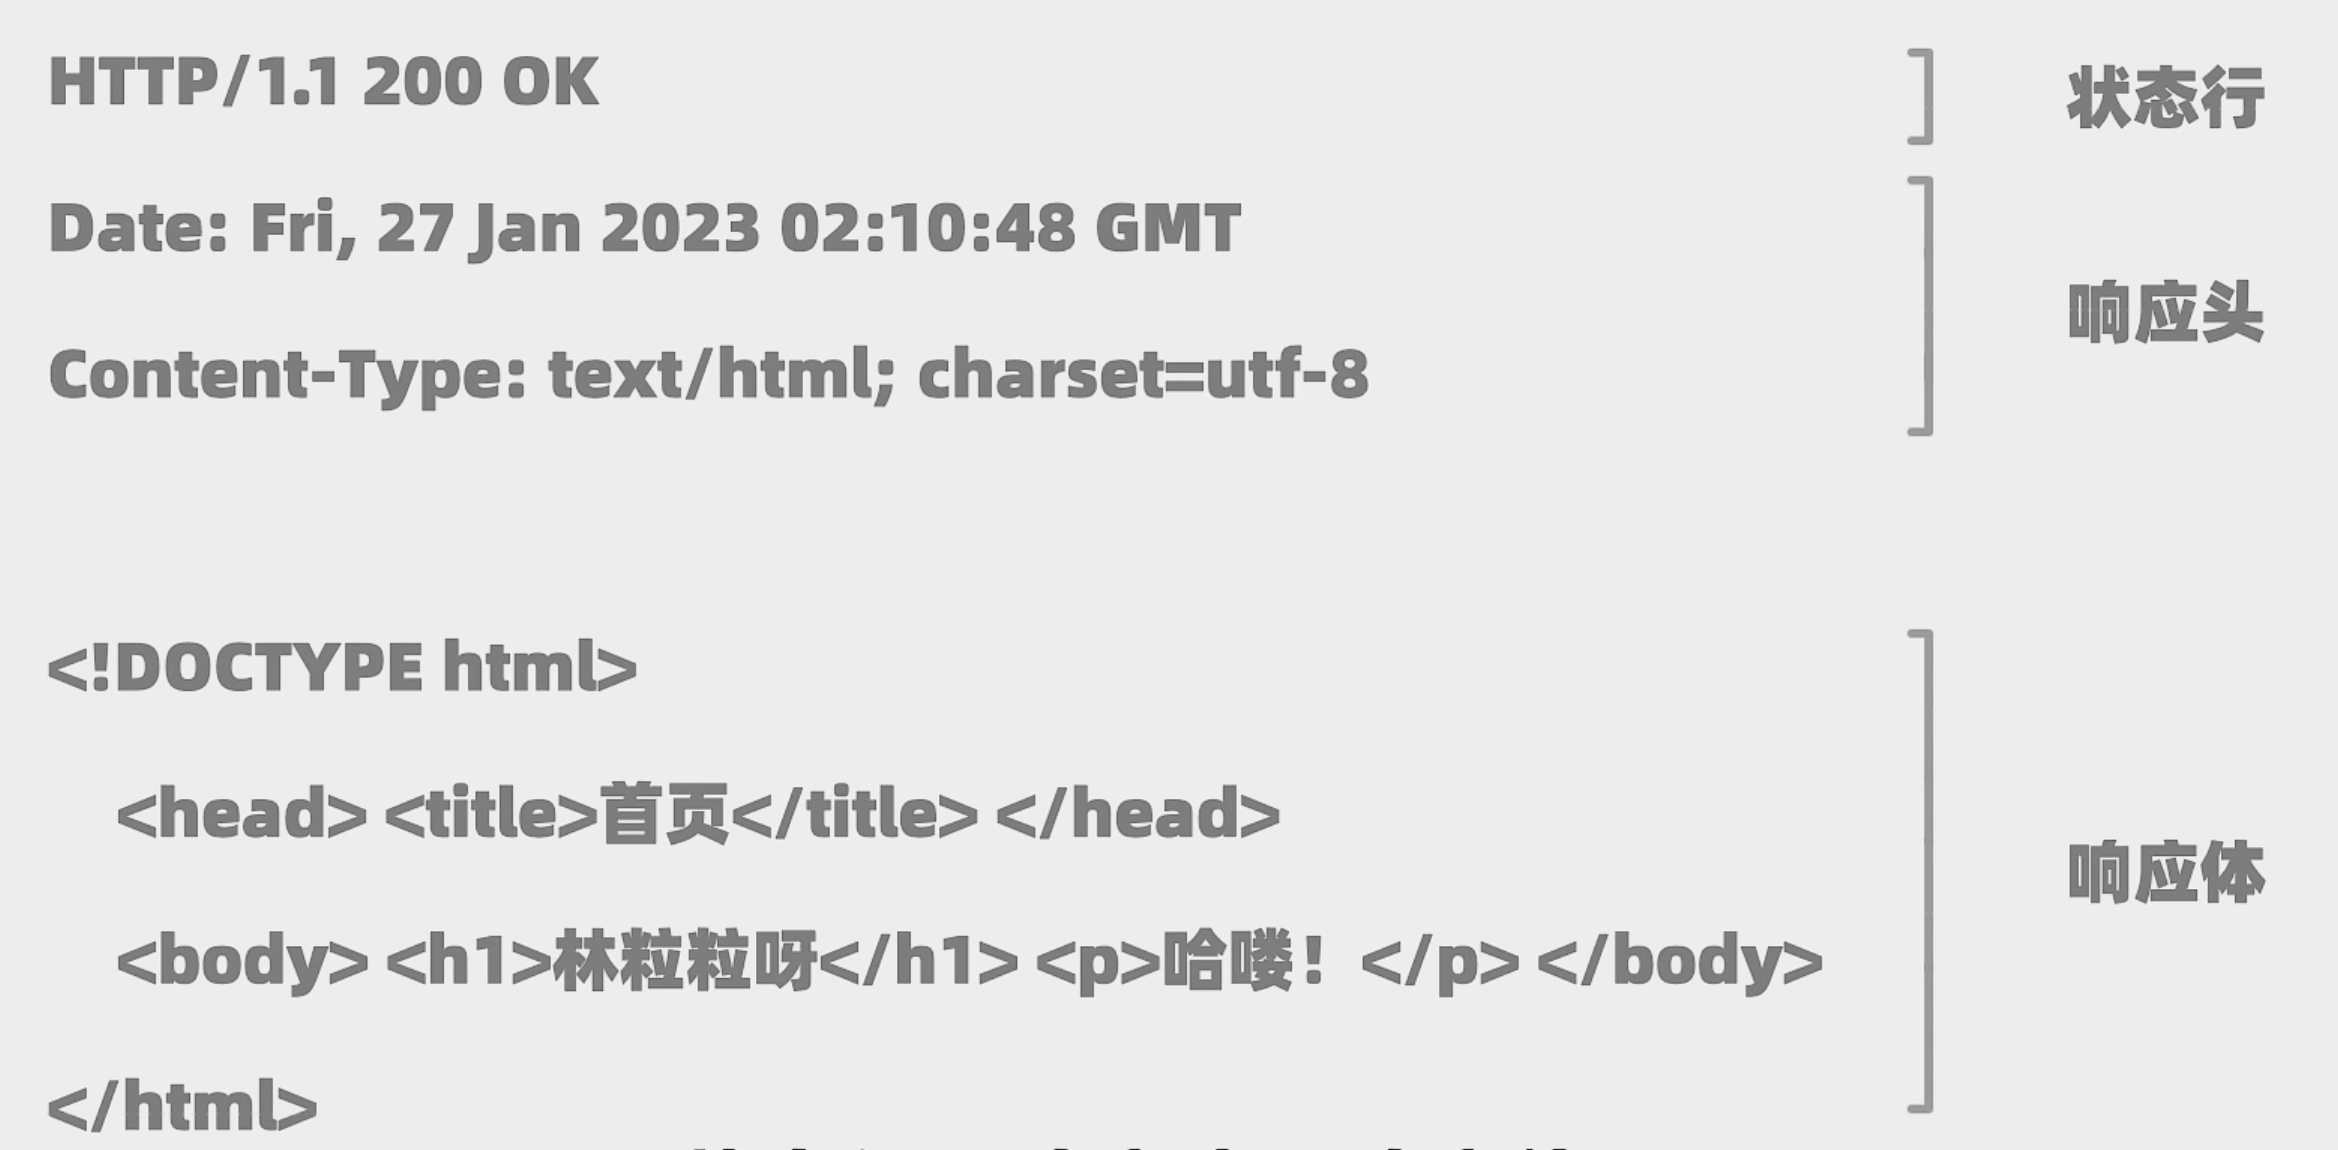 HTTP/1.1 200 OK
状态行
Date: Fri, 27 Jan 2023 02:10:48 GMT
响应头
Content-Type: text/html; charset=utf-8
<!DOCTYPE html>
<head> <title>首页</title> </head>
响应体
<body> <h1>林粒粒呀</h1> <p>哈喽！</p> </body>
</html>